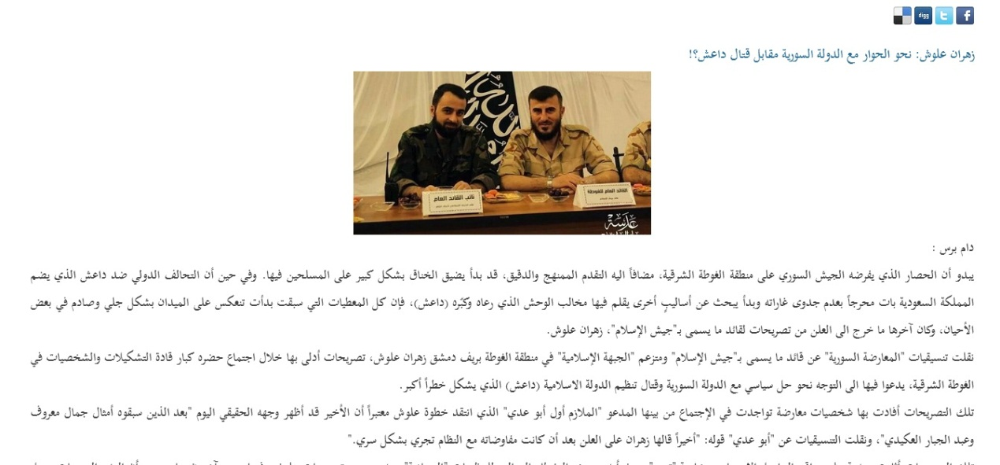 digg
زهران علوش: نحو الحوار مع الدولة السورية مقابل قتال داعش؟!
نائب القائد العام
القائد العام للغوطة
عدسة
دام برس :
يبدو أن الحصار الذي يفرضه الجيش السوري على منطقة الغوطة الشرقية، مضافاً اليه التقدم الممنهج والدقيق، قد بدأ يضيق الخناق بشكل كبير على المسلحين فيها. وفي حين أن التحالف الدولي ضد داعش الذي يضم
المملكة السعودية بات محرجاً بعدم جدوى غاراته وبدأ يبحث عن أساليبٍ أخرى يقلم فيها مخالب الوحش الذي رعاه وكبّره (داعش)، فإن كل المعطيات التي سبقت بدأت تنعكس على الميدان بشكل جلي وصادم في بعض
الأحيان، وكان آخرها ما خرج الى العلن من تصريحات لقائد ما يسمى بـ"جيش الإسلام"، زهران علوش.
نقلت تنسيقيات "المعارضة السورية" عن قائد ما يسمى بـ"جيش الإسلام" ومتزعم "الجبهة الإسلامية" في منطقة الغوطة بريف دمشق زهران علوش، تصريحات أدلى بها خلال اجتماع حضره كبار قادة التشكيلات والشخصيات في
الغوطة الشرقية، يدعوا فيها الى التوجه نحو حل سياسي مع الدولة السورية وقتال تنظيم الدولة الاسلامية (داعش) الذي يشكل خطراً أكبر.
تلك التصريحات أفادت بها شخصيات معارضة تواجدت في الإجتماع من بينها المدعو "الملازم أول أبو عدي" الذي انتقد خطوة علوش معتبراً أن الأخير قد أظهر وجهه الحقيقي اليوم "بعد الذين سبقوه أمثال جمال معروف
وعبد الجبار العكيدي"، ونقلت التنسيقيات عن "أبو عدي" قوله: "أخيراً قالها زهران على العلن بعد أن كانت مفاوضاته مع النظام تجري بشكل سري."